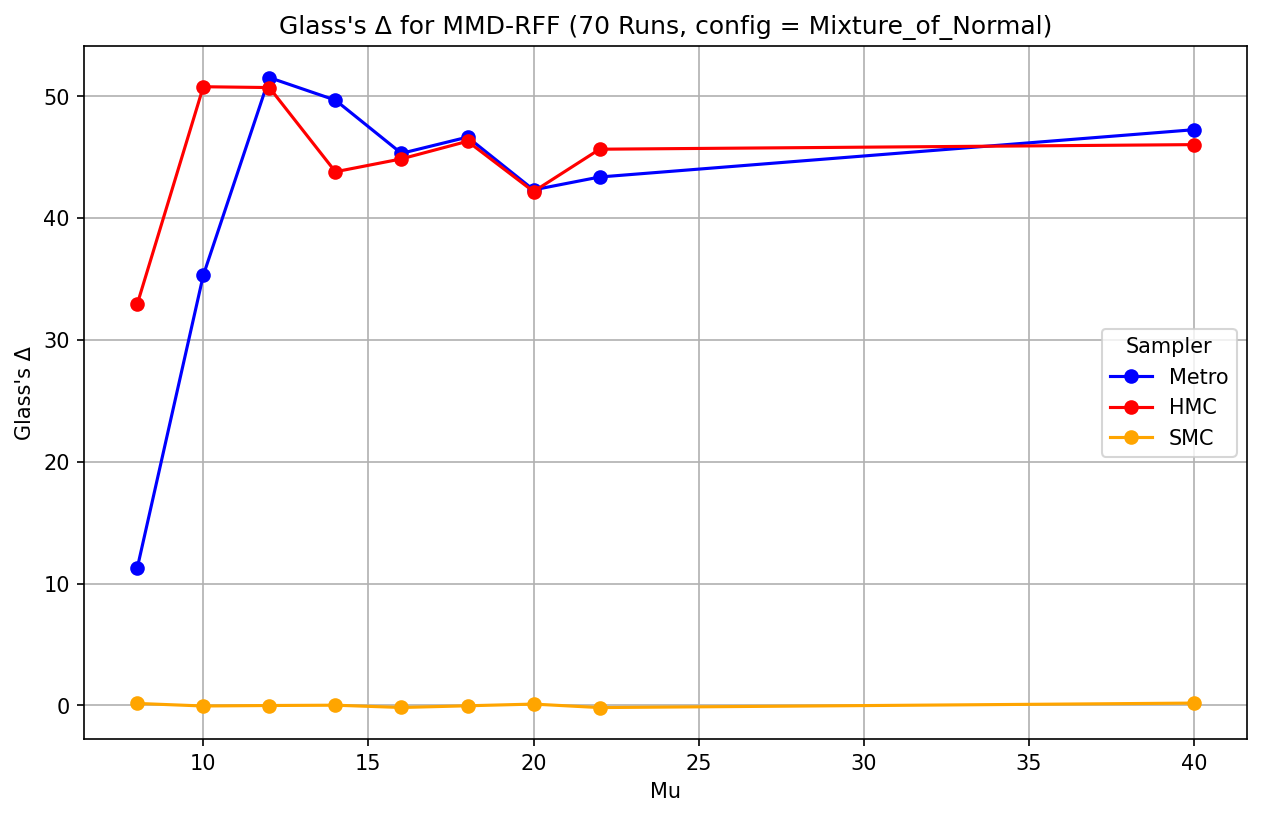 Glass's Δ for MMD-RFF (70 Runs, config = Mixture_of_Normal)
50
40
30
20
10
0
Glass's Δ
Sampler
Metro
HMC
SMC
10
15
20
25
30
35
40
Mu